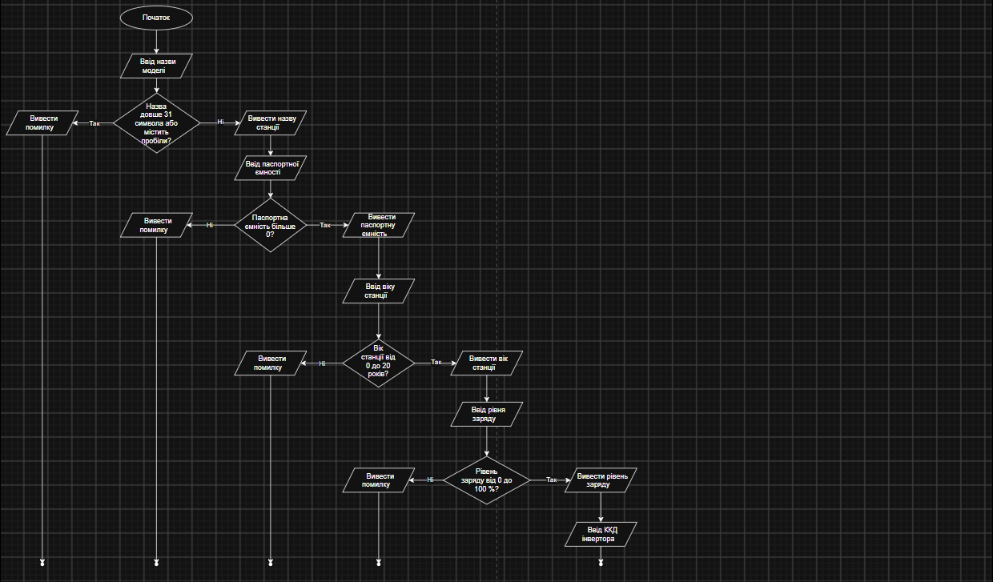 Початок
Ввід назви
моделі
Назва
довше 31
символа або
містить
пробіли?
Так
Ні
Вивести
помилку
Вивести назву
станції
Ввід паспортної
ємності
Паспортна
ємність більше
0?
Ні
Так
Вивести
помилку
Вивести
паспортну
ємність
Ввід віку
станції
Вік
станції від
0 до 20
років?
Ні
Так
Вивести
помилку
Вивести вік
станції
Ввід рівня
заряду
Рівень
заряду від 0 до
100 %?
Ні
Так
Вивести
помилку
Вивести рівень
заряду
Ввід ККД
інвертора